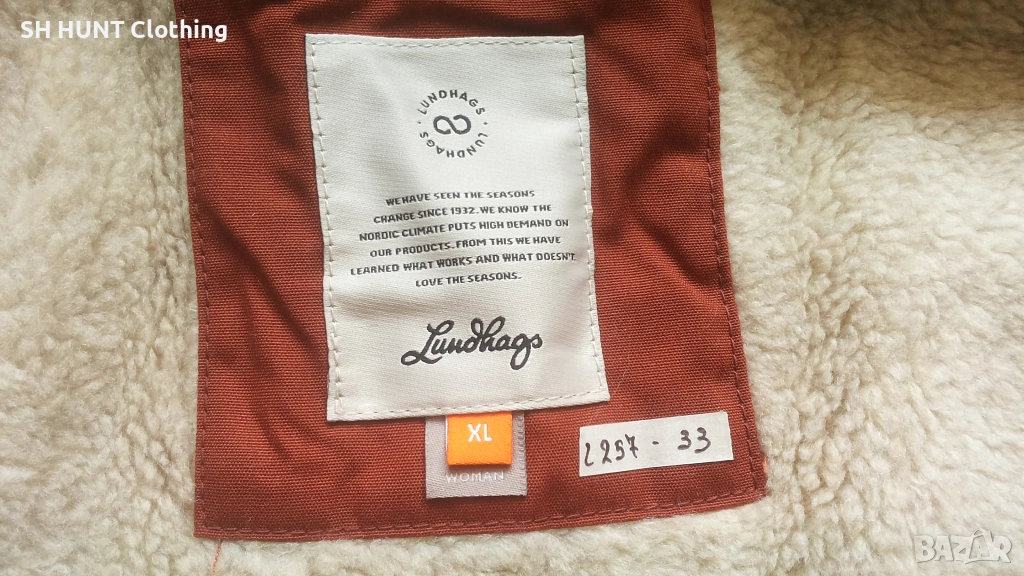 SH HUNT Clothing
LUNDHAGS · LUNDHAGS ·
WE HAVE SEEN THE SEASONS
CHANGE SINCE 1932. WE KNOW THE
NORDIC CLIMATE PUTS HIGH DEMAND ON
OUR PRODUCTS. FROM THIS WE HAVE
LEARNED WHAT WORKS AND WHAT DOESN'T
LOVE THE SEASONS.
Lundhags
XL
WOMAN
2257 - 33
BAZAR